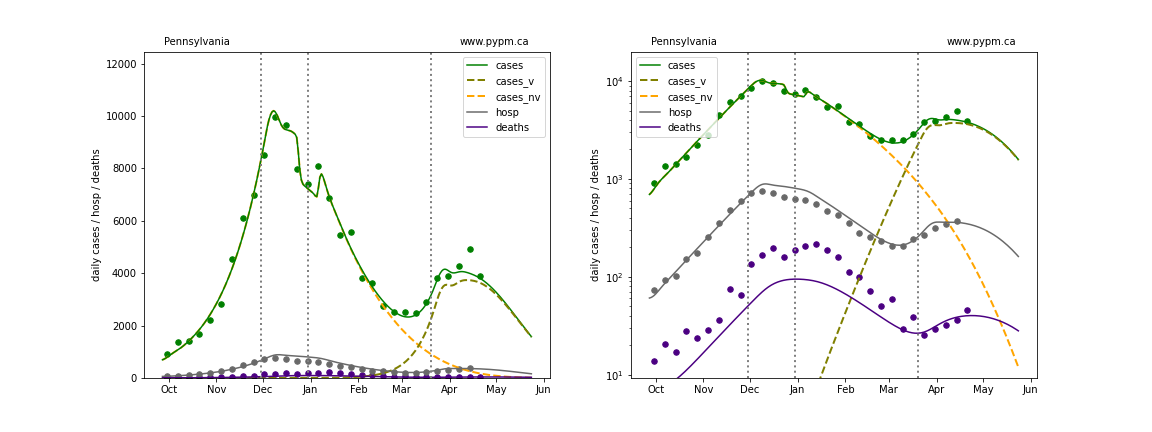 Pennsylvania
www.pypm.ca
daily cases / hosp / deaths
12000
10000
8000
6000
4000
2000
0
Oct
Nov
Dec
Jan
Feb
Mar
Apr
May
Jun
cases
cases_v
cases_nv
hosp
deaths
Pennsylvania
www.pypm.ca
daily cases / hosp / deaths
10⁴
10³
10²
10¹
Oct
Nov
Dec
Jan
Feb
Mar
Apr
May
Jun
cases
cases_v
cases_nv
hosp
deaths